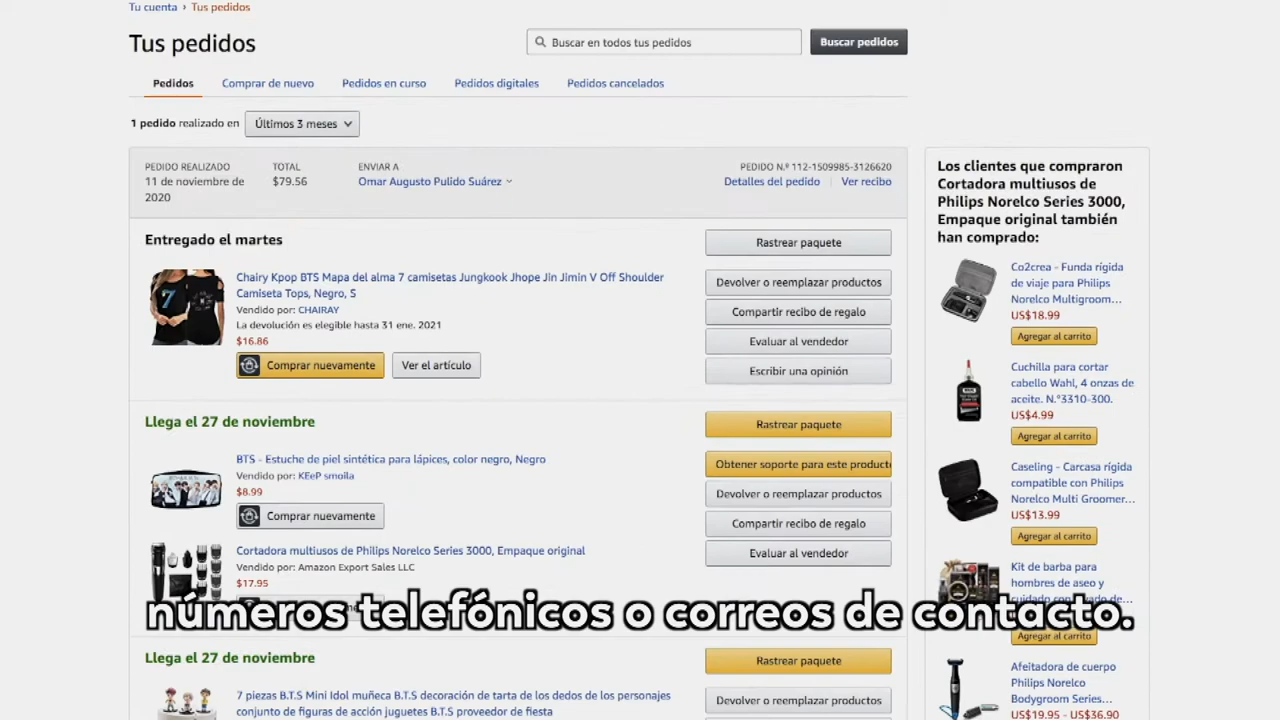 Tu cuenta › Tus pedidos
Tus pedidos
Buscar en todos tus pedidos
Buscar pedidos
Pedidos
Comprar de nuevo
Pedidos en curso
Pedidos digitales
Pedidos cancelados
1 pedido realizado en
Últimos 3 meses
PEDIDO REALIZADO
11 de noviembre de
2020
TOTAL
$79.56
ENVIAR A
Omar Augusto Pulido Suárez
PEDIDO N.º 112-1509985-3126620
Detalles del pedido
Ver recibo
Entregado el martes
Chairy Kpop BTS Mapa del alma 7 camisetas Jungkook Jhope Jin Jimin V Off Shoulder
Camiseta Tops, Negro, S
Vendido por: CHAIRAY
La devolución es elegible hasta 31 ene. 2021
$16.86
Comprar nuevamente
Ver el artículo
Rastrear paquete
Devolver o reemplazar productos
Compartir recibo de regalo
Evaluar al vendedor
Escribir una opinión
Llega el 27 de noviembre
BTS - Estuche de piel sintética para lápices, color negro, Negro
Vendido por: KEeP smoila
$8.99
Comprar nuevamente
Cortadora multiusos de Philips Norelco Series 3000, Empaque original
Vendido por: Amazon Export Sales LLC
$17.95
Rastrear paquete
Obtener soporte para este product
Devolver o reemplazar productos
Compartir recibo de regalo
Evaluar al vendedor
números telefónicos o correos de contacto.
Llega el 27 de noviembre
7 piezas B.T.S Mini Idol muñeca B.T.S decoración de tarta de los dedos de los personajes
conjunto de figuras de acción juguetes B.T.S proveedor de fiesta
Rastrear paquete
Devolver o reemplazar productos
Los clientes que compraron
Cortadora multiusos de
Philips Norelco Series 3000,
Empaque original también
han comprado:
Co2crea - Funda rígida
de viaje para Philips
Norelco Multigroom...
US$18.99
Agregar al carrito
Cuchilla para cortar
cabello Wahl, 4 onzas de
aceite. N.°3310-300.
US$4.99
Agregar al carrito
Caseling - Carcasa rígida
compatible con Philips
Norelco Multi Groomer...
US$13.99
Agregar al carrito
Kit de barba para
hombres de aseo y
Agregar al carrito
Afeitadora de cuerpo
Philips Norelco
Bodygroom Series...
US$19.95 - US$36.90